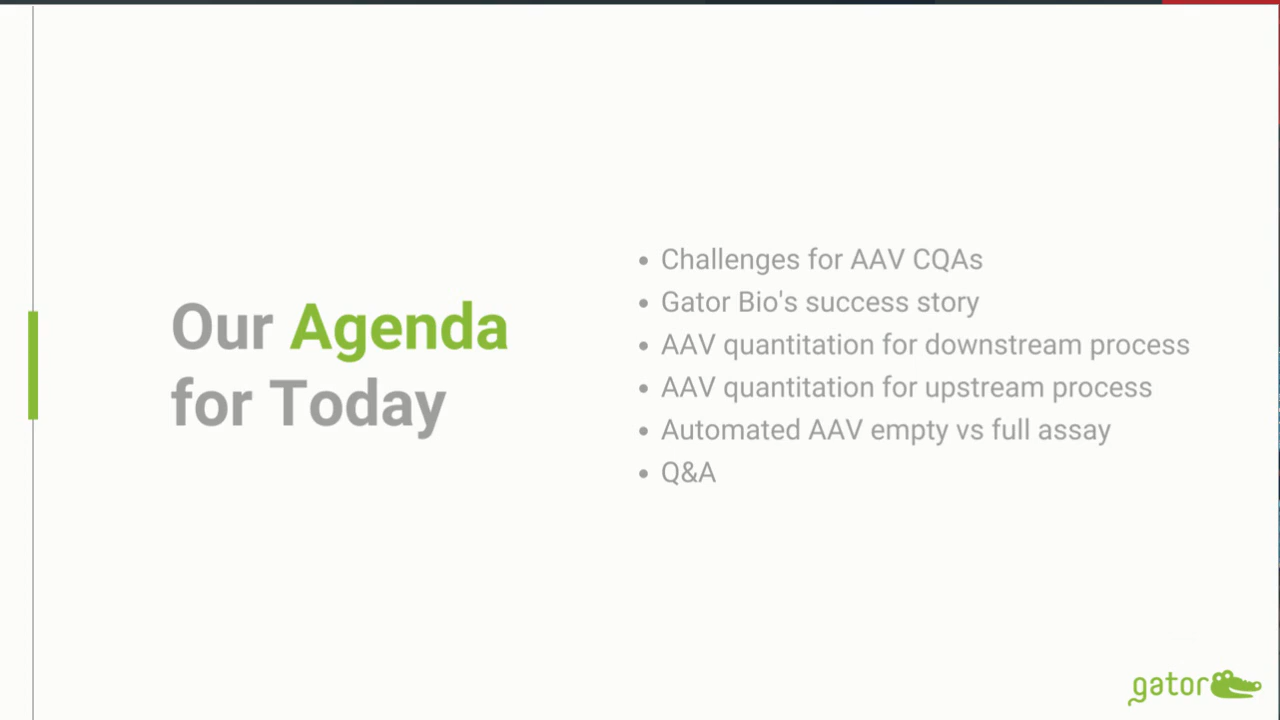 Our Agenda
for Today
• Challenges for AAV CQAs
• Gator Bio's success story
• AAV quantitation for downstream process
• AAV quantitation for upstream process
• Automated AAV empty vs full assay
• Q&A
gator